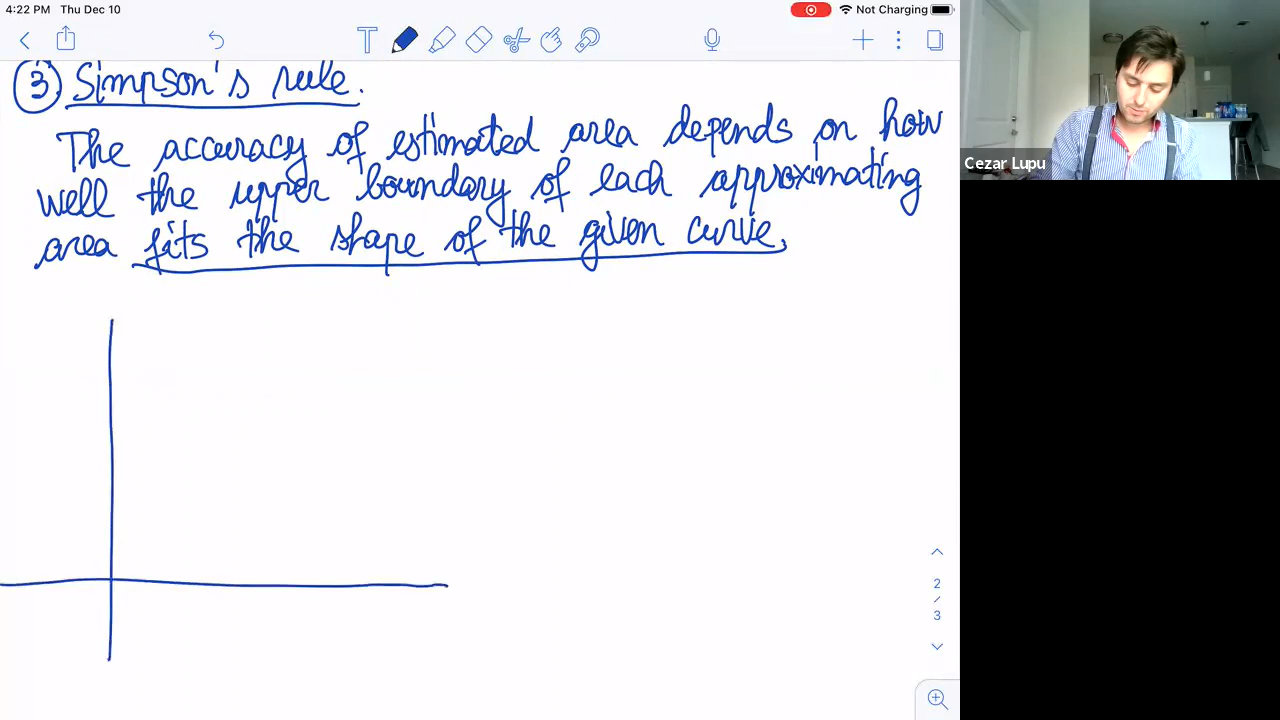 4:22 PM Thu Dec 10
Not Charging
T
③ Simpson's rule.
The accuracy of estimated area depends on how
well the upper boundary of each approximating
area fits the shape of the given curve,
Cezar Lupu
2
/
3